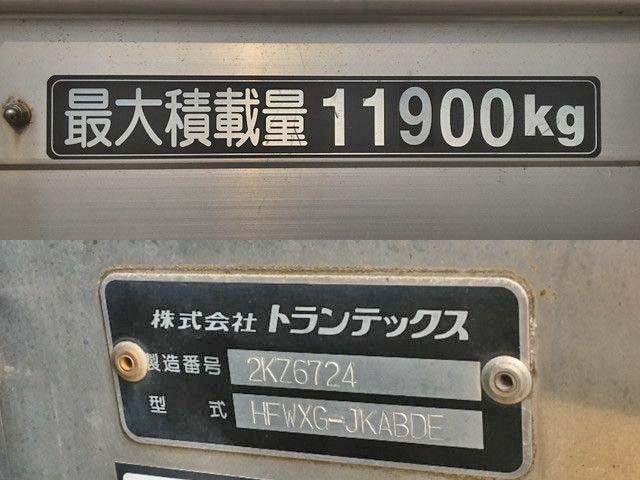 最大積載量 11900kg
株式会社 トランテックス
製造番号 2KZ6724
型式 HFWXG-JKABDE